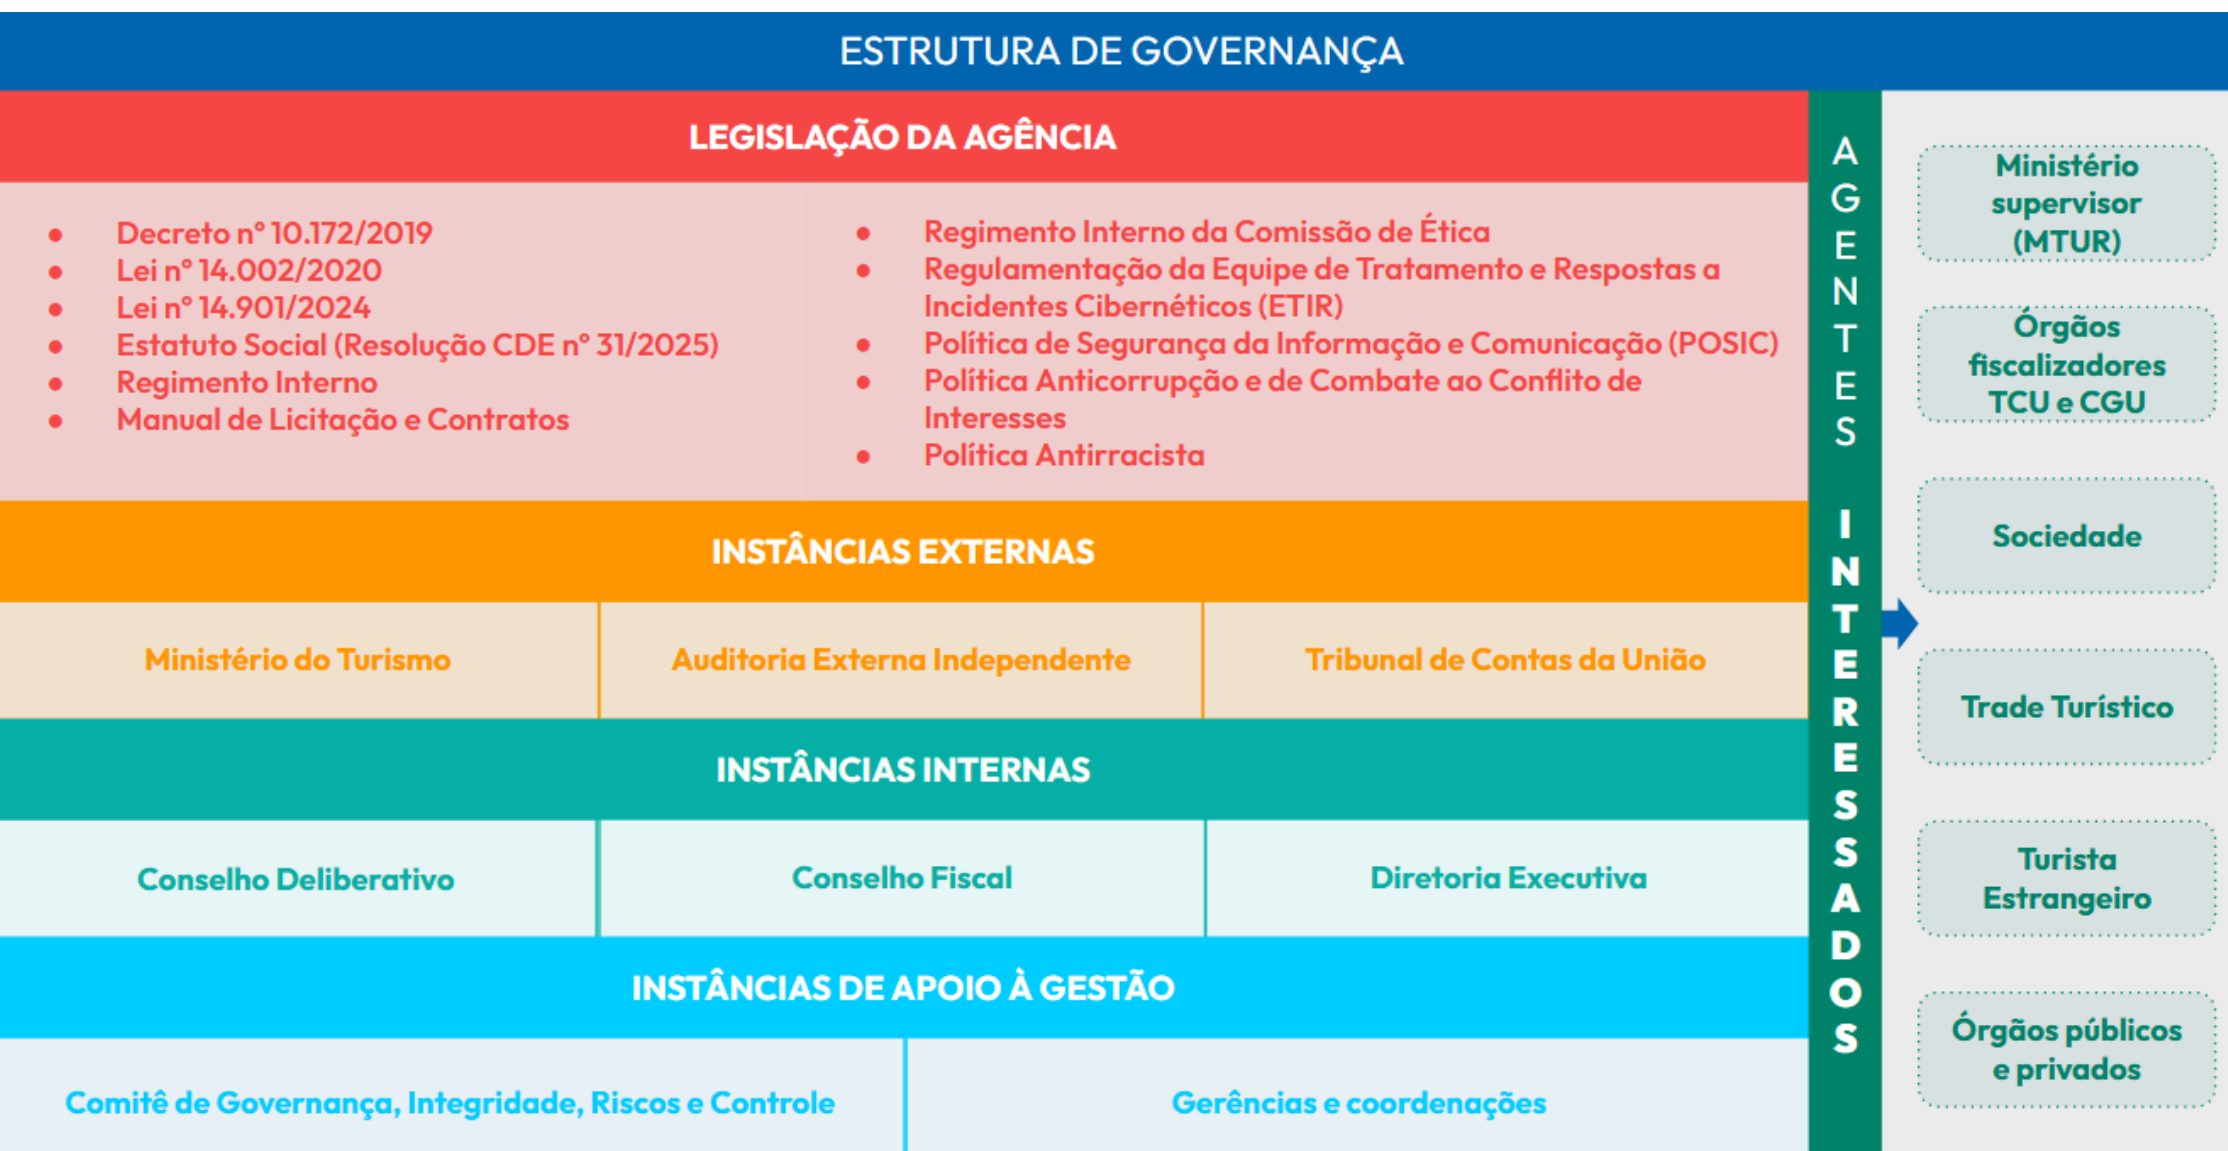 ESTRUTURA DE GOVERNANÇA
LEGISLAÇÃO DA AGÊNCIA
● Decreto nº 10.172/2019
● Lei nº 14.002/2020
● Lei nº 14.901/2024
● Estatuto Social (Resolução CDE nº 31/2025)
● Regimento Interno
● Manual de Licitação e Contratos
● Regimento Interno da Comissão de Ética
● Regulamentação da Equipe de Tratamento e Respostas a
Incidentes Cibernéticos (ETIR)
● Política de Segurança da Informação e Comunicação (POSIC)
● Política Anticorrupção e de Combate ao Conflito de
Interesses
● Política Antirracista
INSTÂNCIAS EXTERNAS
Ministério do Turismo
Auditoria Externa Independente
Tribunal de Contas da União
INSTÂNCIAS INTERNAS
Conselho Deliberativo
Conselho Fiscal
Diretoria Executiva
INSTÂNCIAS DE APOIO À GESTÃO
Comitê de Governança, Integridade, Riscos e Controle
Gerências e coordenações
AGENTES INTERESSADOS
Ministério
supervisor
(MTUR)
Órgãos
fiscalizadores
TCU e CGU
Sociedade
Trade Turístico
Turista
Estrangeiro
Órgãos públicos
e privados